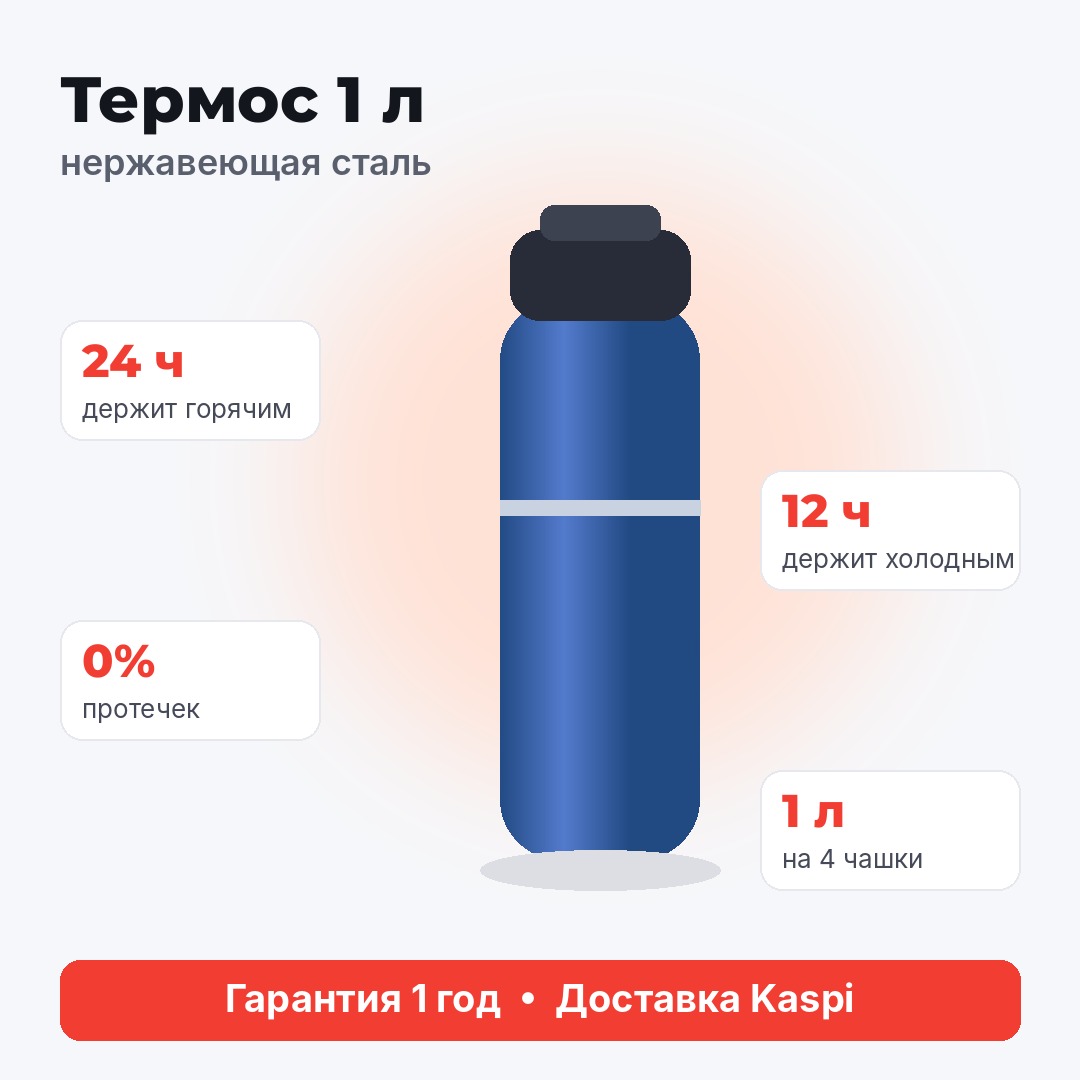 Термос 1 л
нержавеющая сталь
24 ч
держит горячим
12 ч
держит холодным
0%
протечек
1 л
на 4 чашки
Гарантия 1 год • Доставка Kaspi